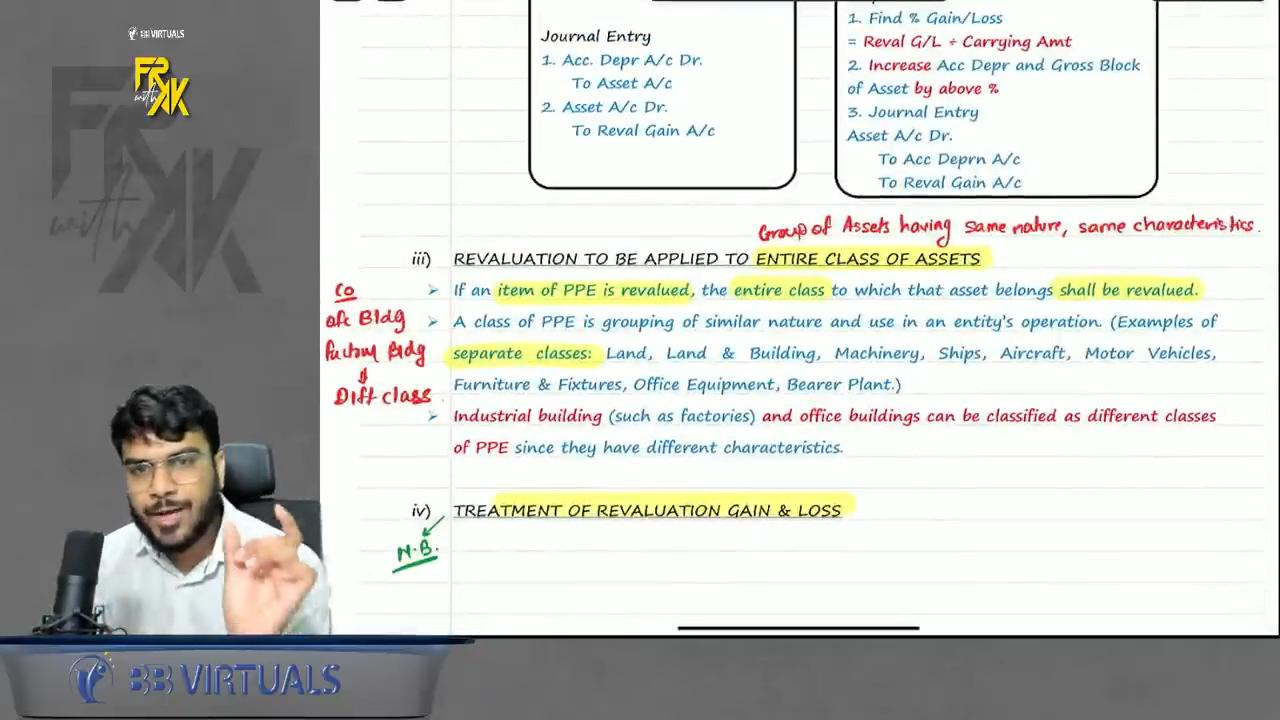 BB VIRTUALS
FR
with
AK
FR
with
AK
Journal Entry
1. Acc. Depr A/c Dr.
To Asset A/c
2. Asset A/c Dr.
To Reval Gain A/c
1. Find % Gain/Loss
= Reval G/L ÷ Carrying Amt
2. Increase Acc Depr and Gross Block
of Asset by above %
3. Journal Entry
Asset A/c Dr.
To Acc Deprn A/c
To Reval Gain A/c
Group of Assets having same nature, same characteristics.
iii) REVALUATION TO BE APPLIED TO ENTIRE CLASS OF ASSETS
If an item of PPE is revalued, the entire class to which that asset belongs shall be revalued.
A class of PPE is grouping of similar nature and use in an entity's operation. (Examples of
separate classes: Land, Land & Building, Machinery, Ships, Aircraft, Motor Vehicles,
Furniture & Fixtures, Office Equipment, Bearer Plant.)
Industrial building (such as factories) and office buildings can be classified as different classes
of PPE since they have different characteristics.
Co
ofc Bldg
Factory Bldg
Diff class
iv) TREATMENT OF REVALUATION GAIN & LOSS
N.B.
BB VIRTUALS